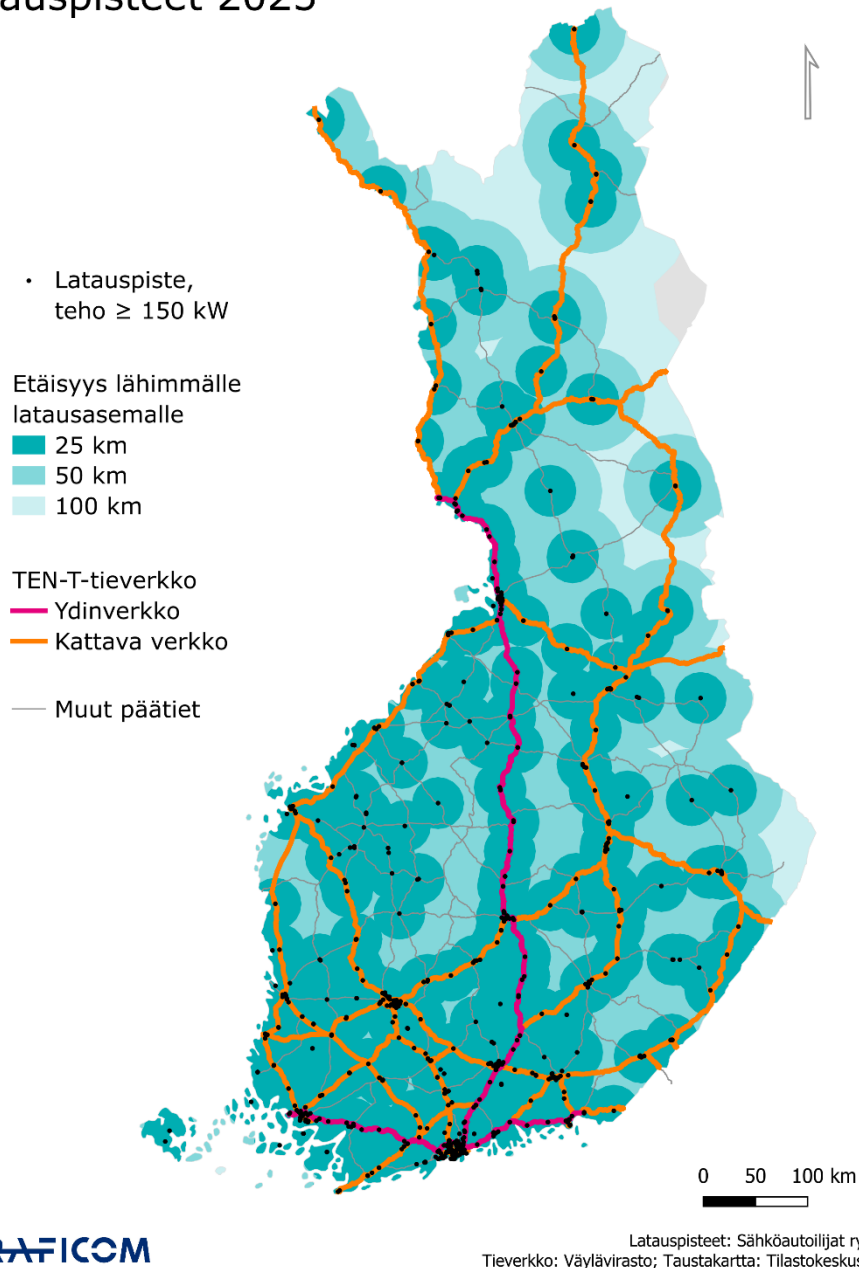 auspisteet 2025
Latauspiste,
teho ≥ 150 kW
Etäisyys lähimmälle
latausasemalle
25 km
50 km
100 km
TEN-T-tieverkko
Ydinverkko
Kattava verkko
Muut päätiet
0 50 100 km
RAFICOM
Latauspisteet: Sähköautoilijat ry
Tieverkko: Väylävirasto; Taustakartta: Tilastokeskus